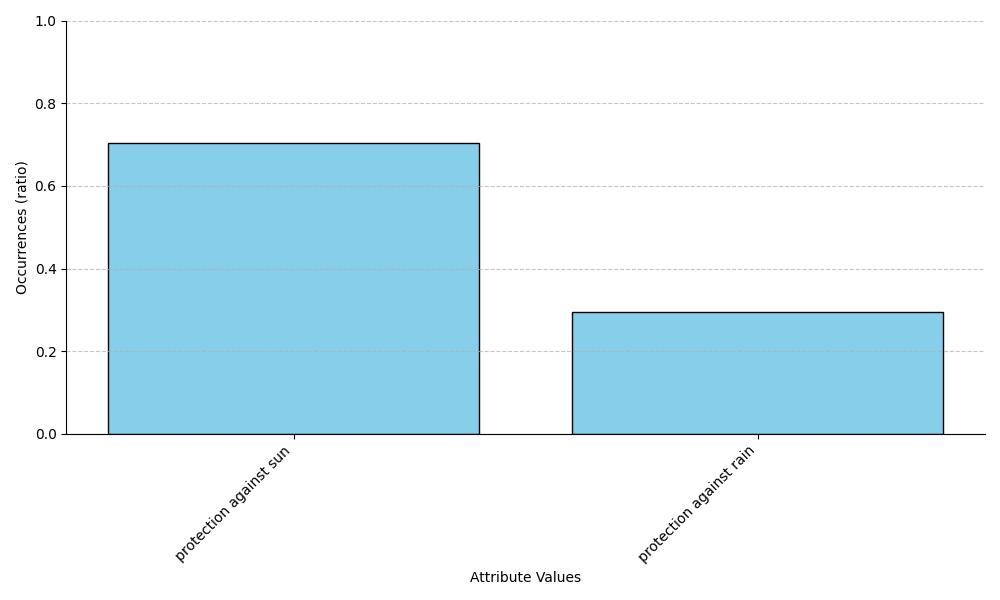 1.0
0.8
0.6
0.4
0.2
0.0
Occurrences (ratio)
protection against sun
protection against rain
Attribute Values